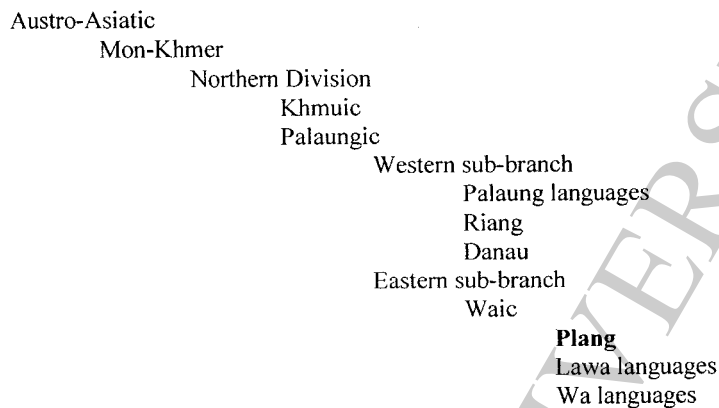 Austro-Asiatic
Mon-Khmer
Northern Division
Khmuic
Palaungic
Western sub-branch
Palaung languages
Riang
Danau
Eastern sub-branch
Waic
Plang
Lawa languages
Wa languages